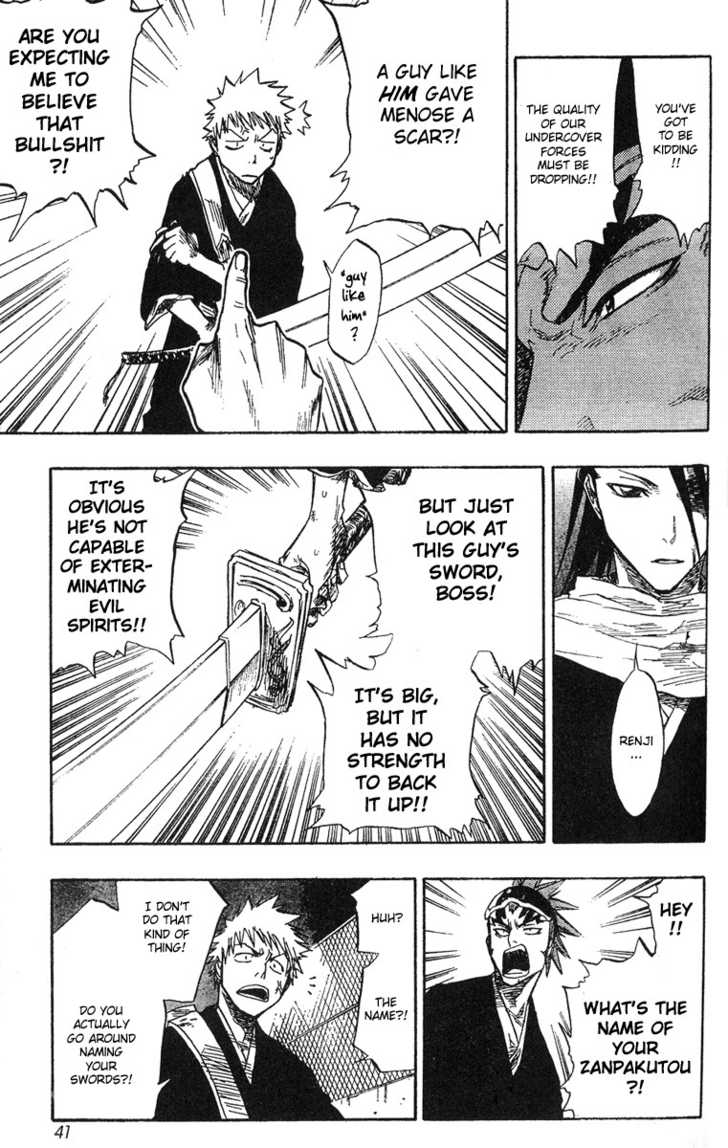 YOU'VE
GOT
TO BE
KIDDING
!!
THE QUALITY
OF OUR
UNDERCOVER
FORCES
MUST BE
DROPPING!!
A GUY LIKE
HIM GAVE
MENOSE A
SCAR?!
"guy
like
him"
?
ARE YOU
EXPECTING
ME TO
BELIEVE
THAT
BULLSHIT
?!
RENJI
...
BUT JUST
LOOK AT
THIS GUY'S
SWORD,
BOSS!
IT'S BIG,
BUT IT
HAS NO
STRENGTH
TO BACK
IT UP!!
IT'S
OBVIOUS
HE'S NOT
CAPABLE
OF EXTER-
MINATING
EVIL
SPIRITS!!
HEY
!!
WHAT'S THE
NAME OF
YOUR
ZANPAKUTOU
?!
HUH?
THE
NAME?!
I DON'T
DO THAT
KIND OF
THING!
DO YOU
ACTUALLY
GO AROUND
NAMING
YOUR
SWORDS?!
41